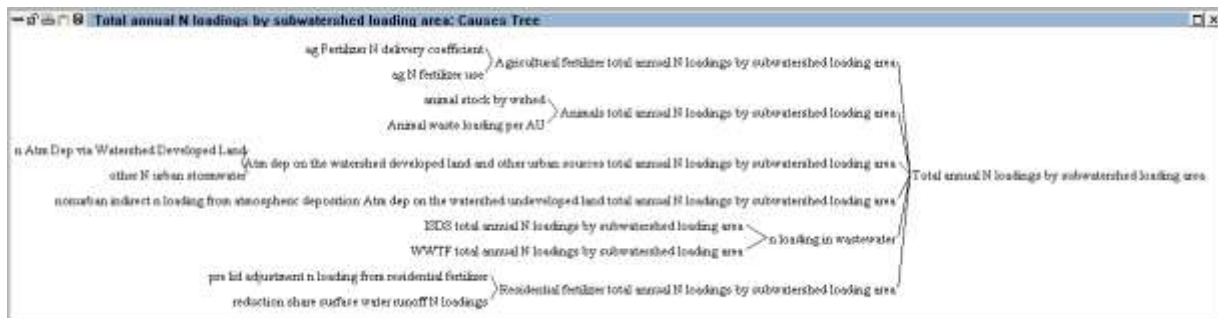 Total annual N loadings by subwatershed loading area: Causes Tree
ag Fertilizer N delivery coefficient
Agricultural fertilizer total annual N loadings by subwatershed loading area
ag N fertilizer use
animal stock by wshed
Animals total annual N loadings by subwatershed loading area
Animal waste loading per AU
n Atm Dep via Watershed Developed Land
Atm dep on the watershed developed land and other urban sources total annual N loadings by subwatershed loading area
other N urban stormwater
Total annual N loadings by subwatershed loading area
nonurban indirect n loading from atmospheric deposition Atm dep on the watershed undeveloped land total annual N loadings by subwatershed loading area
ISDS total annual N loadings by subwatershed loading area
n loading in wastewater
WWTF total annual N loadings by subwatershed loading area
pre lid adjustment n loading from residential fertilizer
Residential fertilizer total annual N loadings by subwatershed loading area
reduction share surface water runoff N loadings